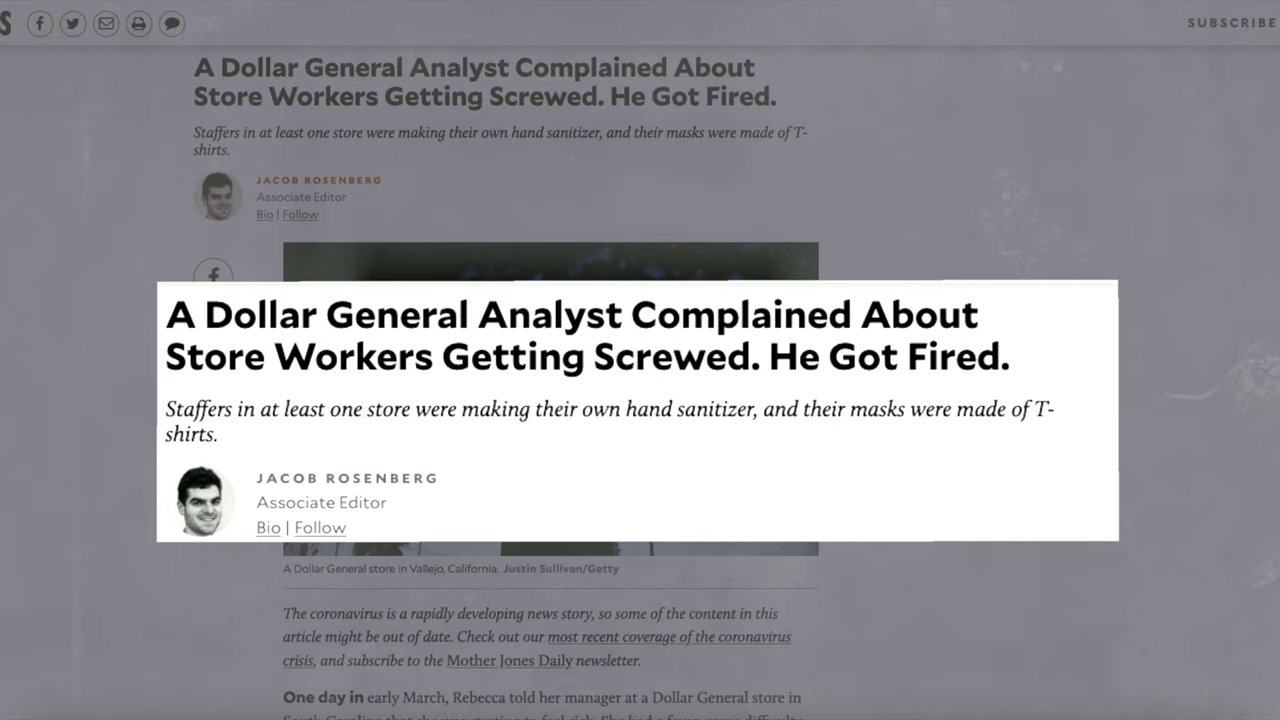 S
SUBSCRIBE
A Dollar General Analyst Complained About
Store Workers Getting Screwed. He Got Fired.
Staffers in at least one store were making their own hand sanitizer, and their masks were made of T-
shirts.
JACOB ROSENBERG
Associate Editor
Bio | Follow
A Dollar General Analyst Complained About
Store Workers Getting Screwed. He Got Fired.
Staffers in at least one store were making their own hand sanitizer, and their masks were made of T-
shirts.
JACOB ROSENBERG
Associate Editor
Bio | Follow
A Dollar General store in Vallejo, California. Justin Sullivan/Getty
The coronavirus is a rapidly developing news story, so some of the content in this
article might be out of date. Check out our most recent coverage of the coronavirus
crisis, and subscribe to the Mother Jones Daily newsletter.
One day in early March, Rebecca told her manager at a Dollar General store in